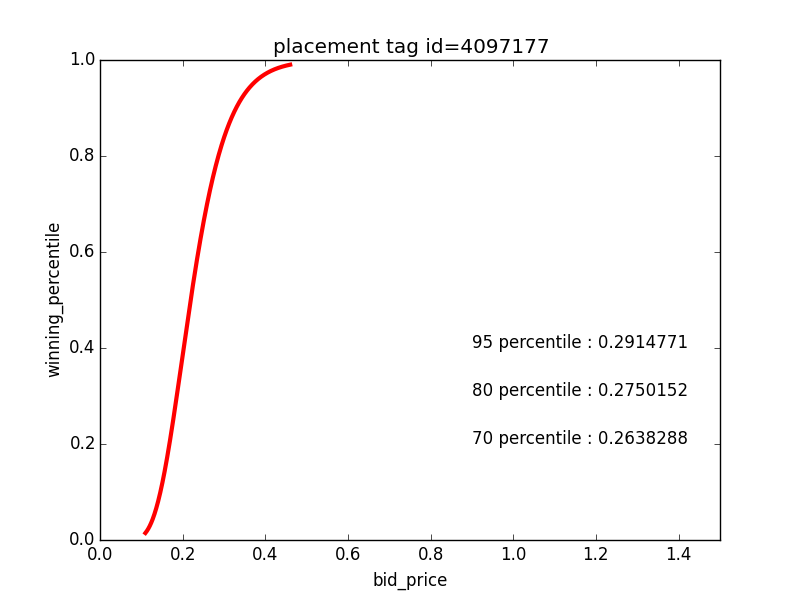 placement tag id=4097177
1.0
0.8
0.6
0.4
0.2
0.0
winning_percentile
95 percentile : 0.2914771
80 percentile : 0.2750152
70 percentile : 0.2638288
0.0 0.2 0.4 0.6 0.8 1.0 1.2 1.4
bid_price